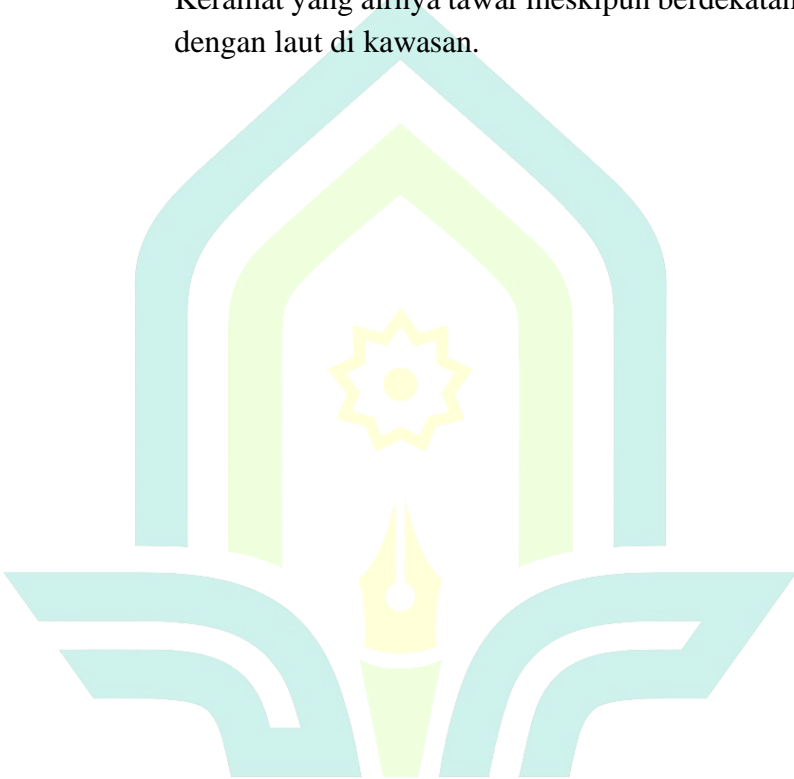 Keramat yang airnya tawar meskipun berdekatan
dengan laut di kawasan.